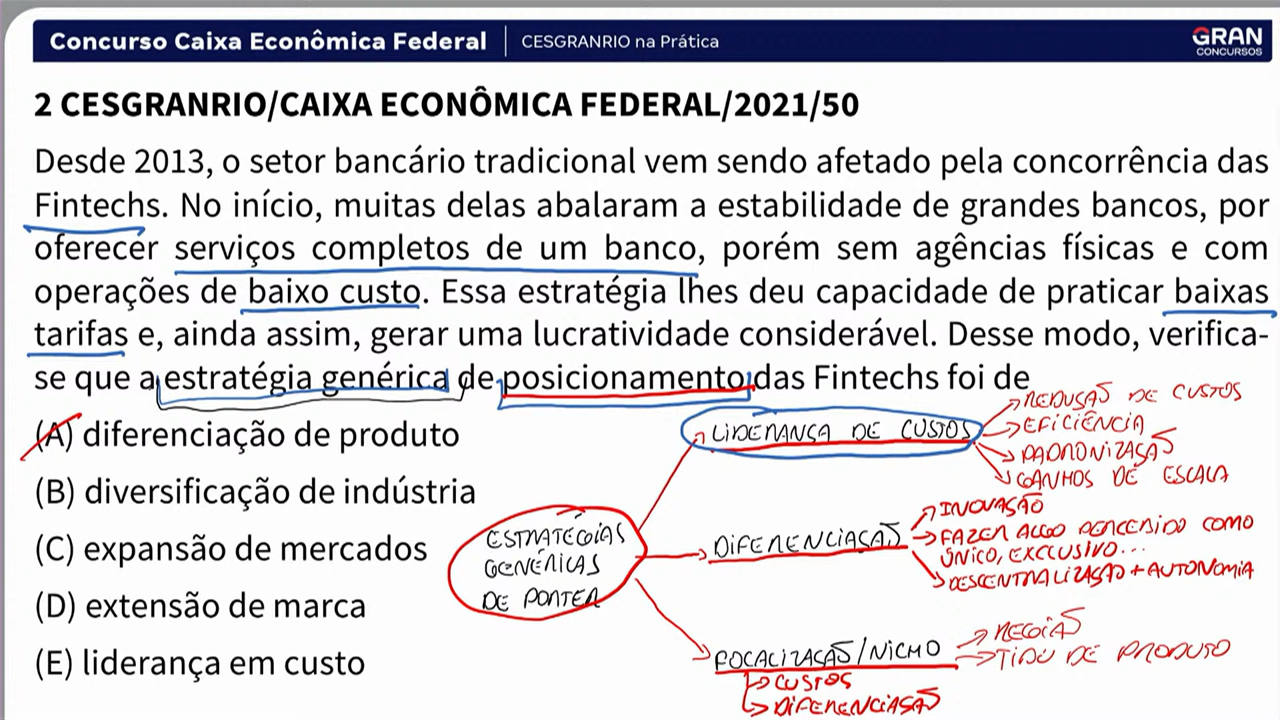 Concurso Caixa Econômica Federal | CESGRANRIO na Prática
GRAN
CONCURSOS
2 CESGRANRIO/CAIXA ECONÔMICA FEDERAL/2021/50
Desde 2013, o setor bancário tradicional vem sendo afetado pela concorrência das
Fintechs. No início, muitas delas abalaram a estabilidade de grandes bancos, por
oferecer serviços completos de um banco, porém sem agências físicas e com
operações de baixo custo. Essa estratégia lhes deu capacidade de praticar baixas
tarifas e, ainda assim, gerar uma lucratividade considerável. Desse modo, verifica-
se que a estratégia genérica de posicionamento das Fintechs foi de
(A) diferenciação de produto
(B) diversificação de indústria
(C) expansão de mercados
(D) extensão de marca
(E) liderança em custo
ESTRATÉGIAS
GENÉRICAS
DE PORTER
LIDERANÇA DE CUSTOS
REDUÇÃO DE CUSTOS
EFICIÊNCIA
PADRONIZAÇÃO
GANHOS DE ESCALA
DIFERENCIAÇÃO
INOVAÇÃO
FAZER ALGO PERCEBIDO COMO
ÚNICO, EXCLUSIVO...
DESCENTRALIZAÇÃO + AUTONOMIA
FOCALIZAÇÃO/NICHO
REGIÃO
TIPO DE PRODUTO
CUSTOS
DIFERENCIAÇÃO